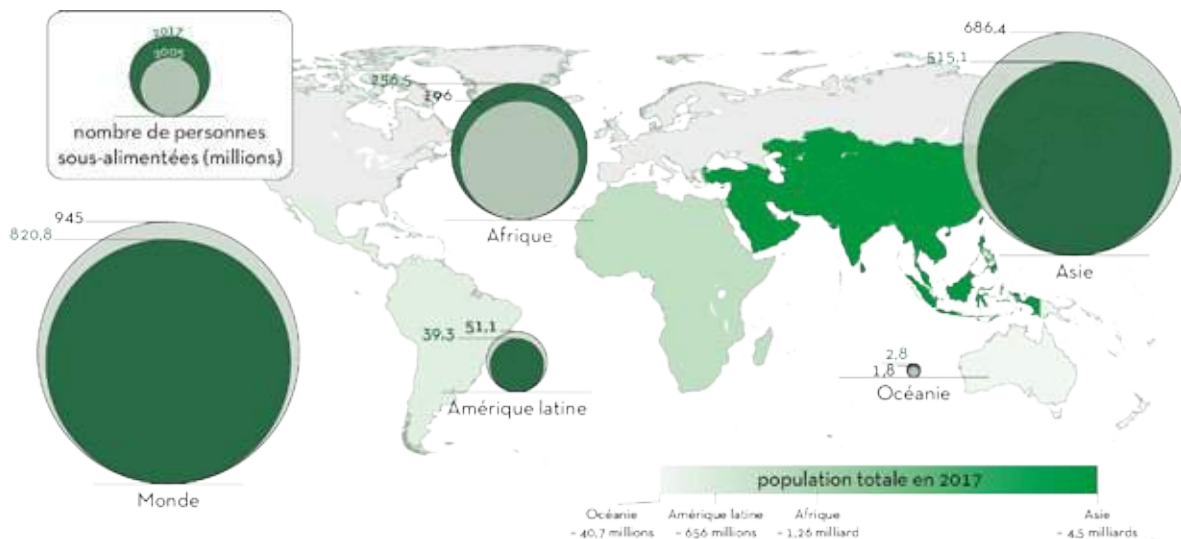 2017
2005
nombre de personnes
sous-alimentées (millions)
256,5
196
686,4
515,1
Afrique
Asie
945
820,8
Monde
51,1
39,3
Amérique latine
2,8
1,8
Océanie
population totale en 2017
Océanie
~ 40,7 millions
Amérique latine
~ 656 millions
Afrique
~ 1,26 milliard
Asie
~ 4,5 milliards